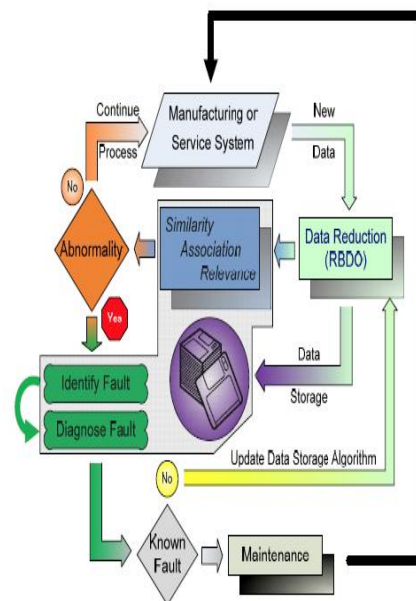 Manufacturing or
Service System
Continue
Process
New
Data
No
Abnormality
Similarity
Association
Relevance
Data Reduction
(RBDO)
Yes
Data
Storage
Identify Fault
Diagnose Fault
No
Update Data Storage Algorithm
Known
Fault
Maintenance